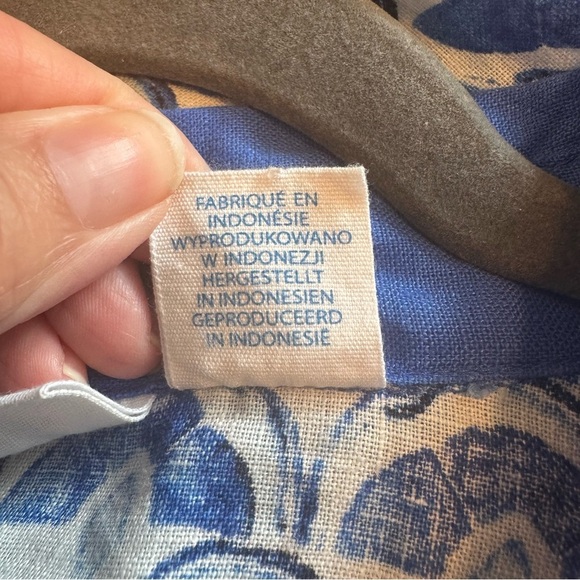 FABRIQUÉ EN
INDONÉSIE
WYPRODUKOWANO
W INDONEZJI
HERGESTELLT
IN INDONESIEN
GEPRODUCEERD
IN INDONESIË